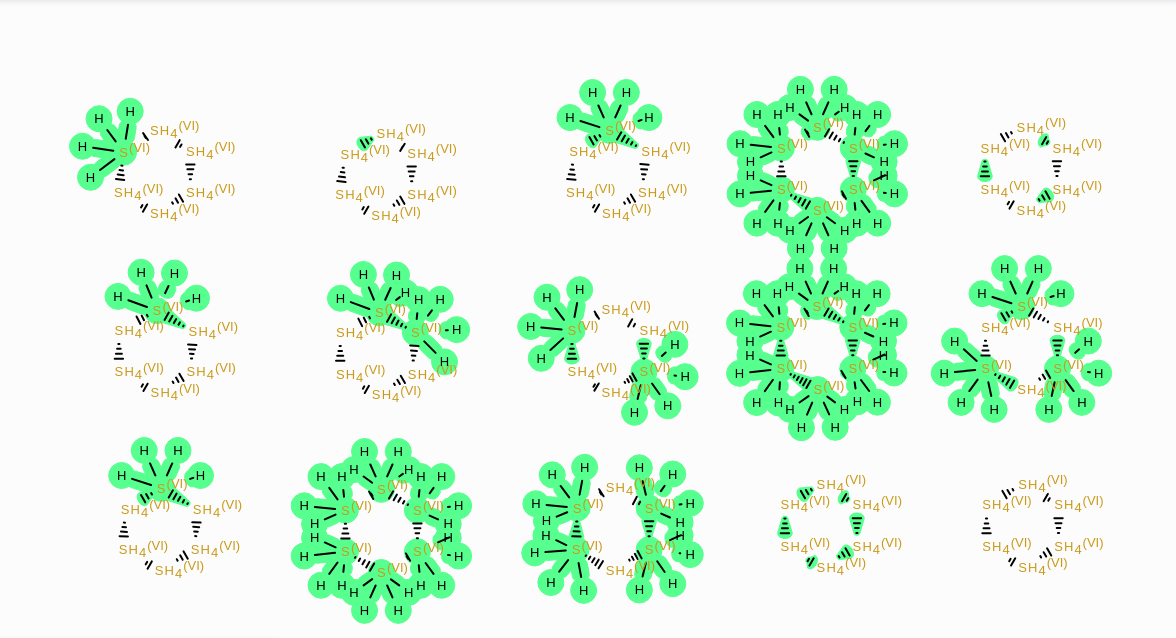 H H
SH4(VI)
H S(VI) SH4(VI)
H
SH4(VI) SH4(VI)
SH4(VI)
SH4(VI)
SH4(VI) SH4(VI)
SH4(VI) SH4(VI)
SH4(VI)
H H
H H
S(VI)
SH4(VI) SH4(VI)
SH4(VI) SH4(VI)
SH4(VI)
H H
H H H H H H
S(VI)
H S(VI) S(VI) H
H H
H H
H S(VI) S(VI) H
S(VI)
H H H H H H
H H
SH4(VI)
SH4(VI) SH4(VI)
SH4(VI) SH4(VI)
SH4(VI)
H H
H H
S(VI)
SH4(VI) SH4(VI)
SH4(VI) SH4(VI)
SH4(VI)
H H
H H H H
S(VI)
SH4(VI) S(VI) H
H
SH4(VI) SH4(VI)
SH4(VI)
H H
SH4(VI)
H S(VI) SH4(VI)
H H
SH4(VI) S(VI) H
SH4(VI)
H H
H H
H H H H H H
S(VI)
H S(VI) S(VI) H
H H
H H
H S(VI) S(VI) H
S(VI)
H H H H H H
H H
H H
H H
S(VI)
SH4(VI) SH4(VI)
H H
H S(VI) S(VI) H
SH4(VI)
H H H H
H H
H H
S(VI)
SH4(VI) SH4(VI)
SH4(VI) SH4(VI)
SH4(VI)
H H
H H H H H H
S(VI)
H S(VI) S(VI) H
H H
H H
H S(VI) S(VI) H
S(VI)
H H H H H H
H H
H H H H
SH4(VI)
H S(VI) S(VI) H
H H
H
H S(VI) S(VI) H
SH4(VI)
H H H H
SH4(VI)
SH4(VI) SH4(VI)
SH4(VI) SH4(VI)
SH4(VI)
SH4(VI)
SH4(VI) SH4(VI)
SH4(VI) SH4(VI)
SH4(VI)